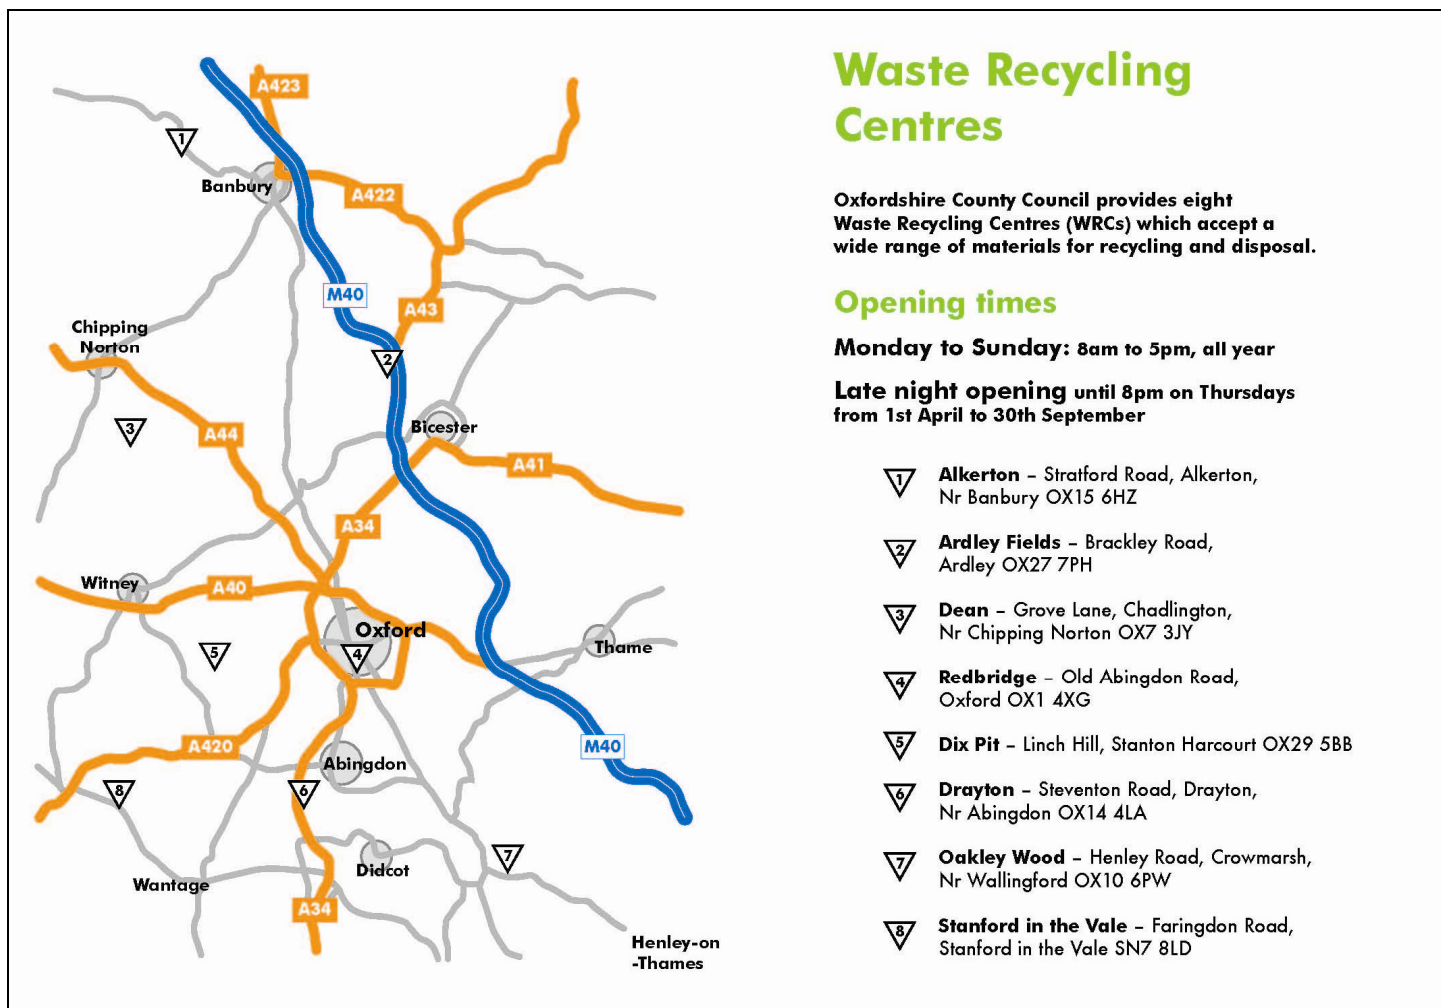 Waste Recycling
Centres
Oxfordshire County Council provides eight
Waste Recycling Centres (WRCs) which accept a
wide range of materials for recycling and disposal.
Opening times
Monday to Sunday: 8am to 5pm, all year
Late night opening until 8pm on Thursdays
from 1st April to 30th September
1 Alkerton – Stratford Road, Alkerton,
Nr Banbury OX15 6HZ
2 Ardley Fields – Brackley Road,
Ardley OX27 7PH
3 Dean – Grove Lane, Chadlington,
Nr Chipping Norton OX7 3JY
4 Redbridge – Old Abingdon Road,
Oxford OX1 4XG
5 Dix Pit – Linch Hill, Stanton Harcourt OX29 5BB
6 Drayton – Steventon Road, Drayton,
Nr Abingdon OX14 4LA
7 Oakley Wood – Henley Road, Crowmarsh,
Nr Wallingford OX10 6PW
8 Stanford in the Vale – Faringdon Road,
Stanford in the Vale SN7 8LD
A423
1
Banbury
A422
M40
A43
Chipping
Norton
2
3
A44
Bicester
A41
A34
Witney
A40
Oxford
Thame
5
4
A420
M40
Abingdon
8
6
Didcot
7
Wantage
A34
Henley-on
-Thames